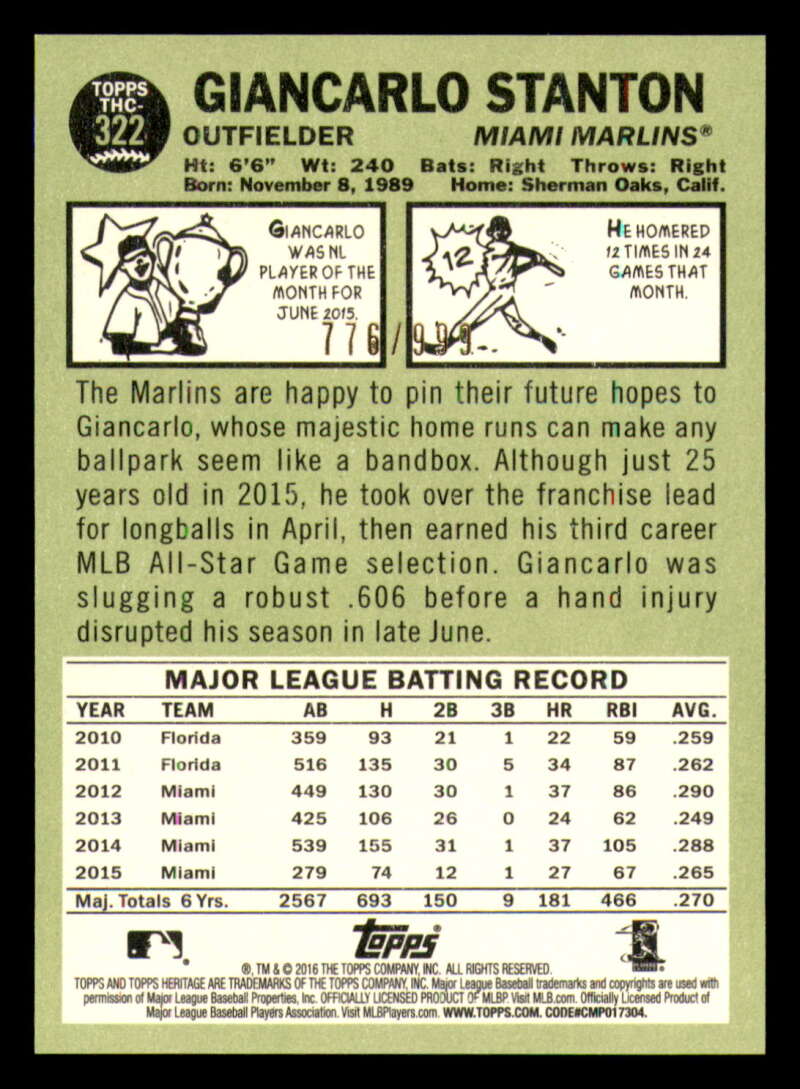 TOPPS
THC-
322
GIANCARLO STANTON
OUTFIELDER MIAMI MARLINS®
Ht: 6'6" Wt: 240 Bats: Right Throws: Right
Born: November 8, 1989 Home: Sherman Oaks, Calif.
GIANCARLO
WAS NL
PLAYER OF THE
MONTH FOR
JUNE 2015.
12
HE HOMERED
12 TIMES IN 24
GAMES THAT
MONTH.
776/999
The Marlins are happy to pin their future hopes to
Giancarlo, whose majestic home runs can make any
ballpark seem like a bandbox. Although just 25
years old in 2015, he took over the franchise lead
for longballs in April, then earned his third career
MLB All-Star Game selection. Giancarlo was
slugging a robust .606 before a hand injury
disrupted his season in late June.
MAJOR LEAGUE BATTING RECORD
YEAR TEAM AB H 2B 3B HR RBI AVG.
2010 Florida 359 93 21 1 22 59 .259
2011 Florida 516 135 30 5 34 87 .262
2012 Miami 449 130 30 1 37 86 .290
2013 Miami 425 106 26 0 24 62 .249
2014 Miami 539 155 31 1 37 105 .288
2015 Miami 279 74 12 1 27 67 .265
Maj. Totals 6 Yrs. 2567 693 150 9 181 466 .270
topps®
®, TM & © 2016 THE TOPPS COMPANY, INC. ALL RIGHTS RESERVED.
TOPPS AND TOPPS HERITAGE ARE TRADEMARKS OF THE TOPPS COMPANY, INC. Major League Baseball trademarks and copyrights are used with
permission of Major League Baseball Properties, Inc. OFFICIALLY LICENSED PRODUCT OF MLBP. Visit MLB.com. Officially Licensed Product of
Major League Baseball Players Association. Visit MLBPlayers.com. WWW.TOPPS.COM. CODE#CMP017304.